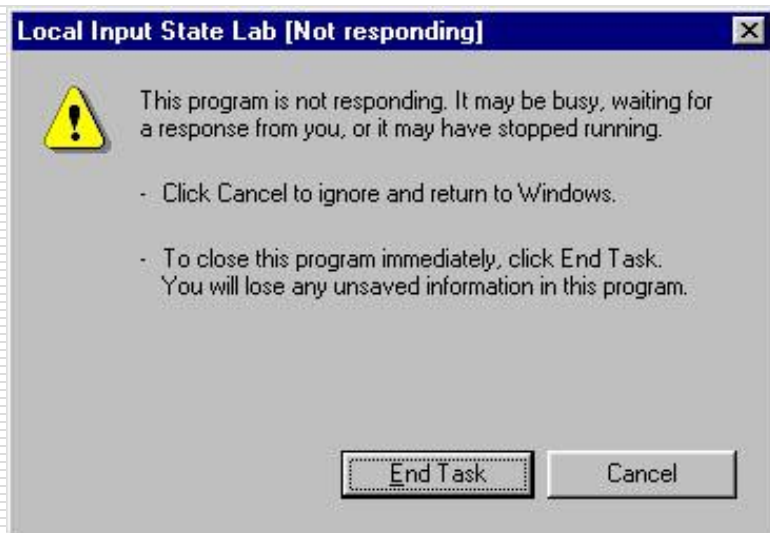 Local Input State Lab [Not responding]
This program is not responding. It may be busy, waiting for
a response from you, or it may have stopped running.
- Click Cancel to ignore and return to Windows.
- To close this program immediately, click End Task.
You will lose any unsaved information in this program.
End Task
Cancel